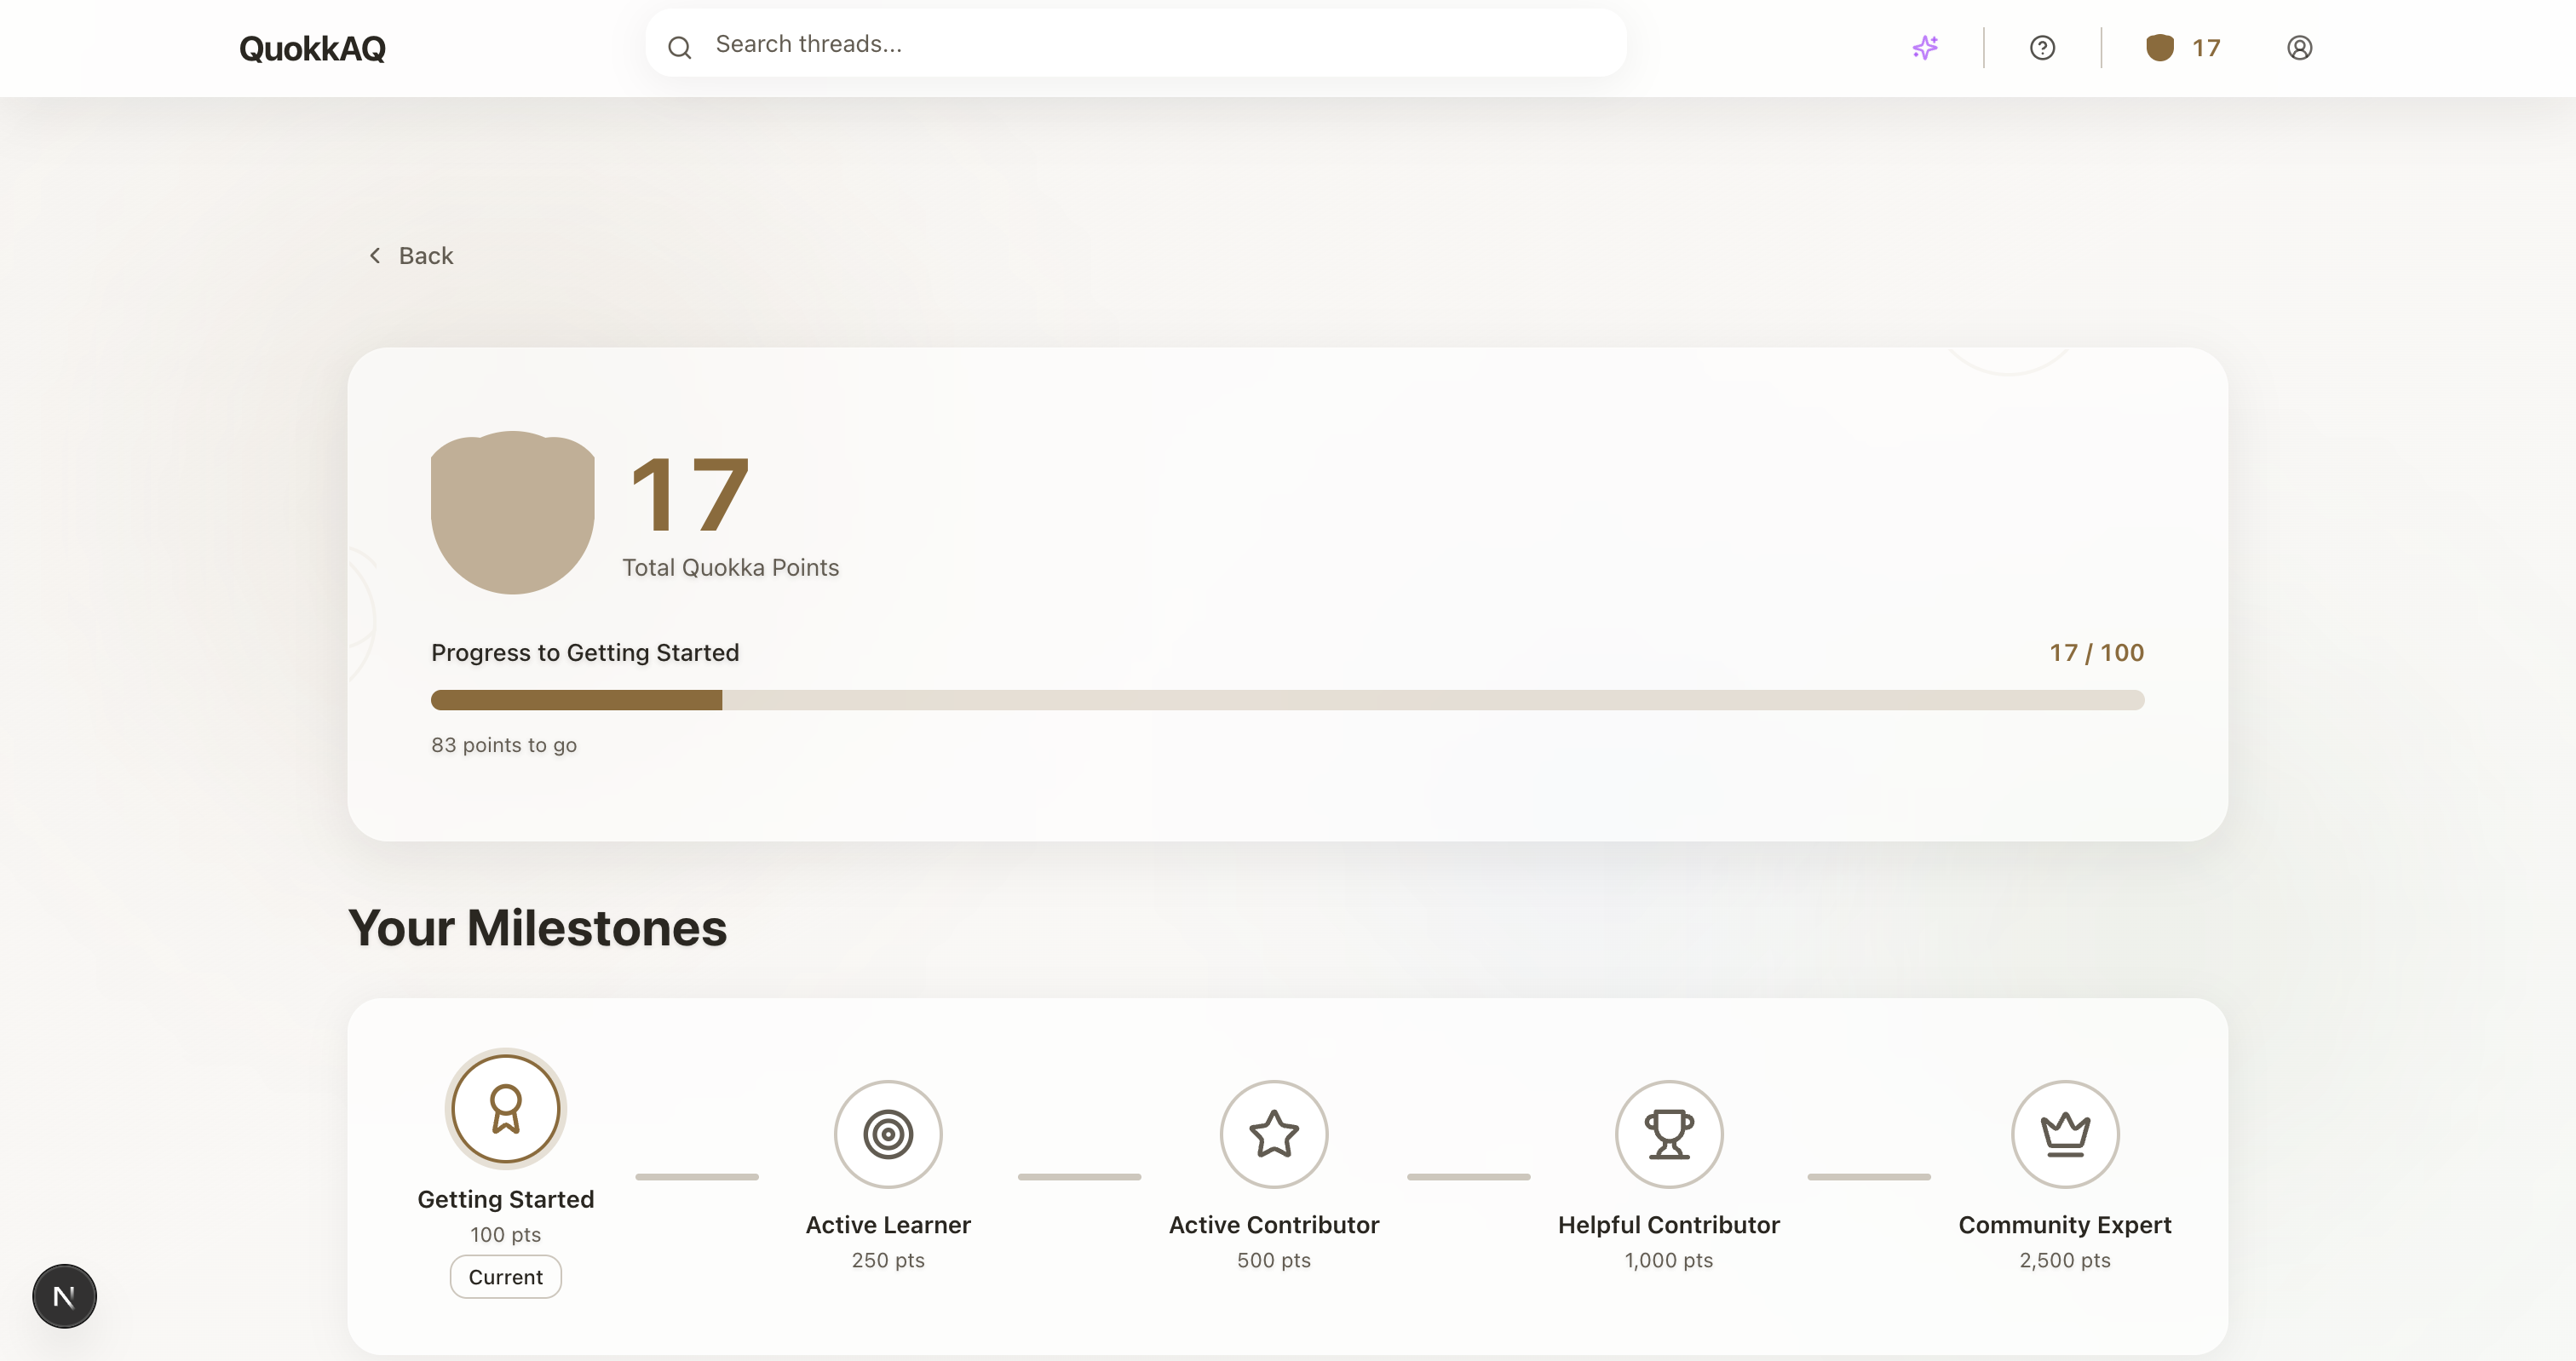 QuokkAQ
Search threads...
17
Back
17
Total Quokka Points
Progress to Getting Started
17 / 100
83 points to go
Your Milestones
Getting Started
100 pts
Current
Active Learner
250 pts
Active Contributor
500 pts
Helpful Contributor
1,000 pts
Community Expert
2,500 pts
N